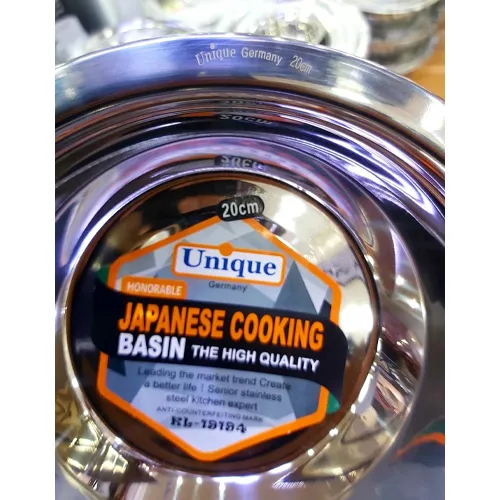 Unique Germany 20cm
20cm
Unique
Germany
HONORABLE
JAPANESE COOKING
BASIN THE HIGH QUALITY
Leading the market trend Create
a better life ! Senior stainless
steel kitchen expert
ANTI-COUNTERFEITING MARK
RL-19194